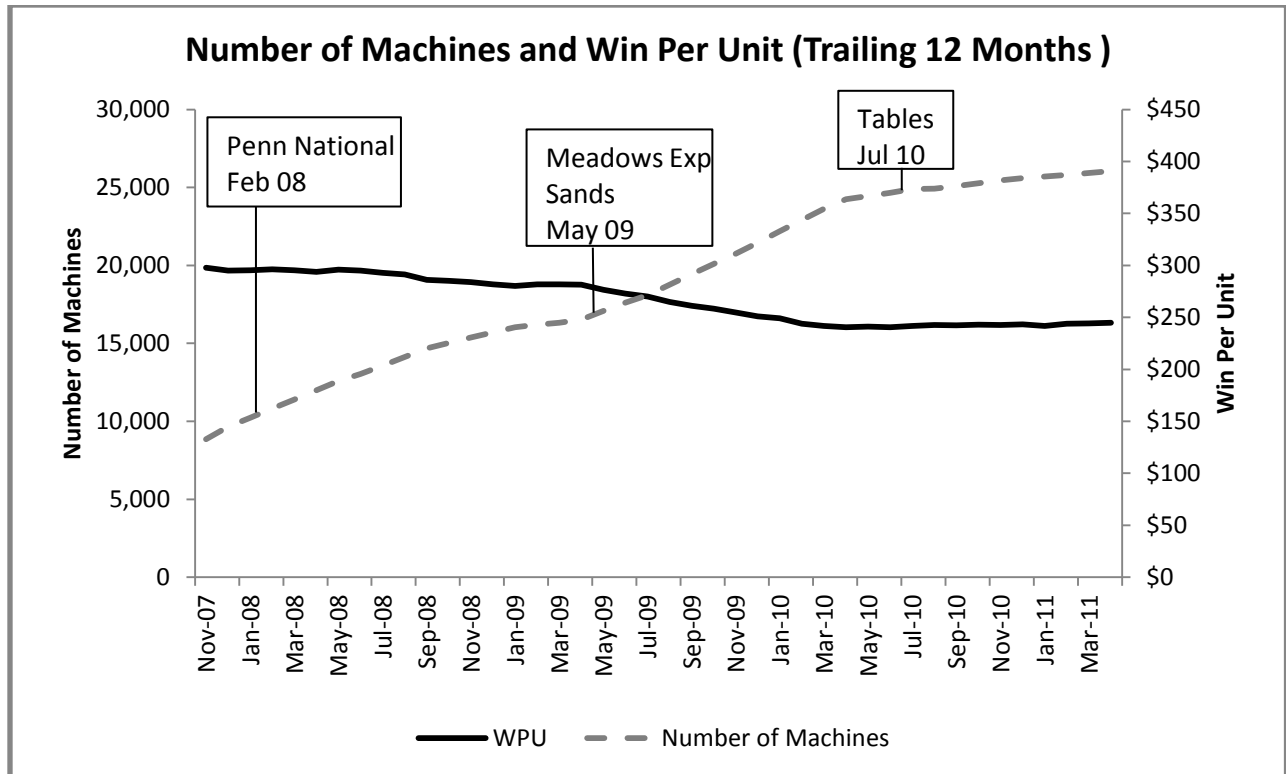 Number of Machines and Win Per Unit (Trailing 12 Months )
30,000
25,000
20,000
15,000
10,000
5,000
0
Number of Machines
Penn National
Feb 08
Meadows Exp
Sands
May 09
Tables
Jul 10
$450
$400
$350
$300
$250
$200
$150
$100
$50
$0
Win Per Unit
Nov-07
Jan-08
Mar-08
May-08
Jul-08
Sep-08
Nov-08
Jan-09
Mar-09
May-09
Jul-09
Sep-09
Nov-09
Jan-10
Mar-10
May-10
Jul-10
Sep-10
Nov-10
Jan-11
Mar-11
WPU
Number of Machines